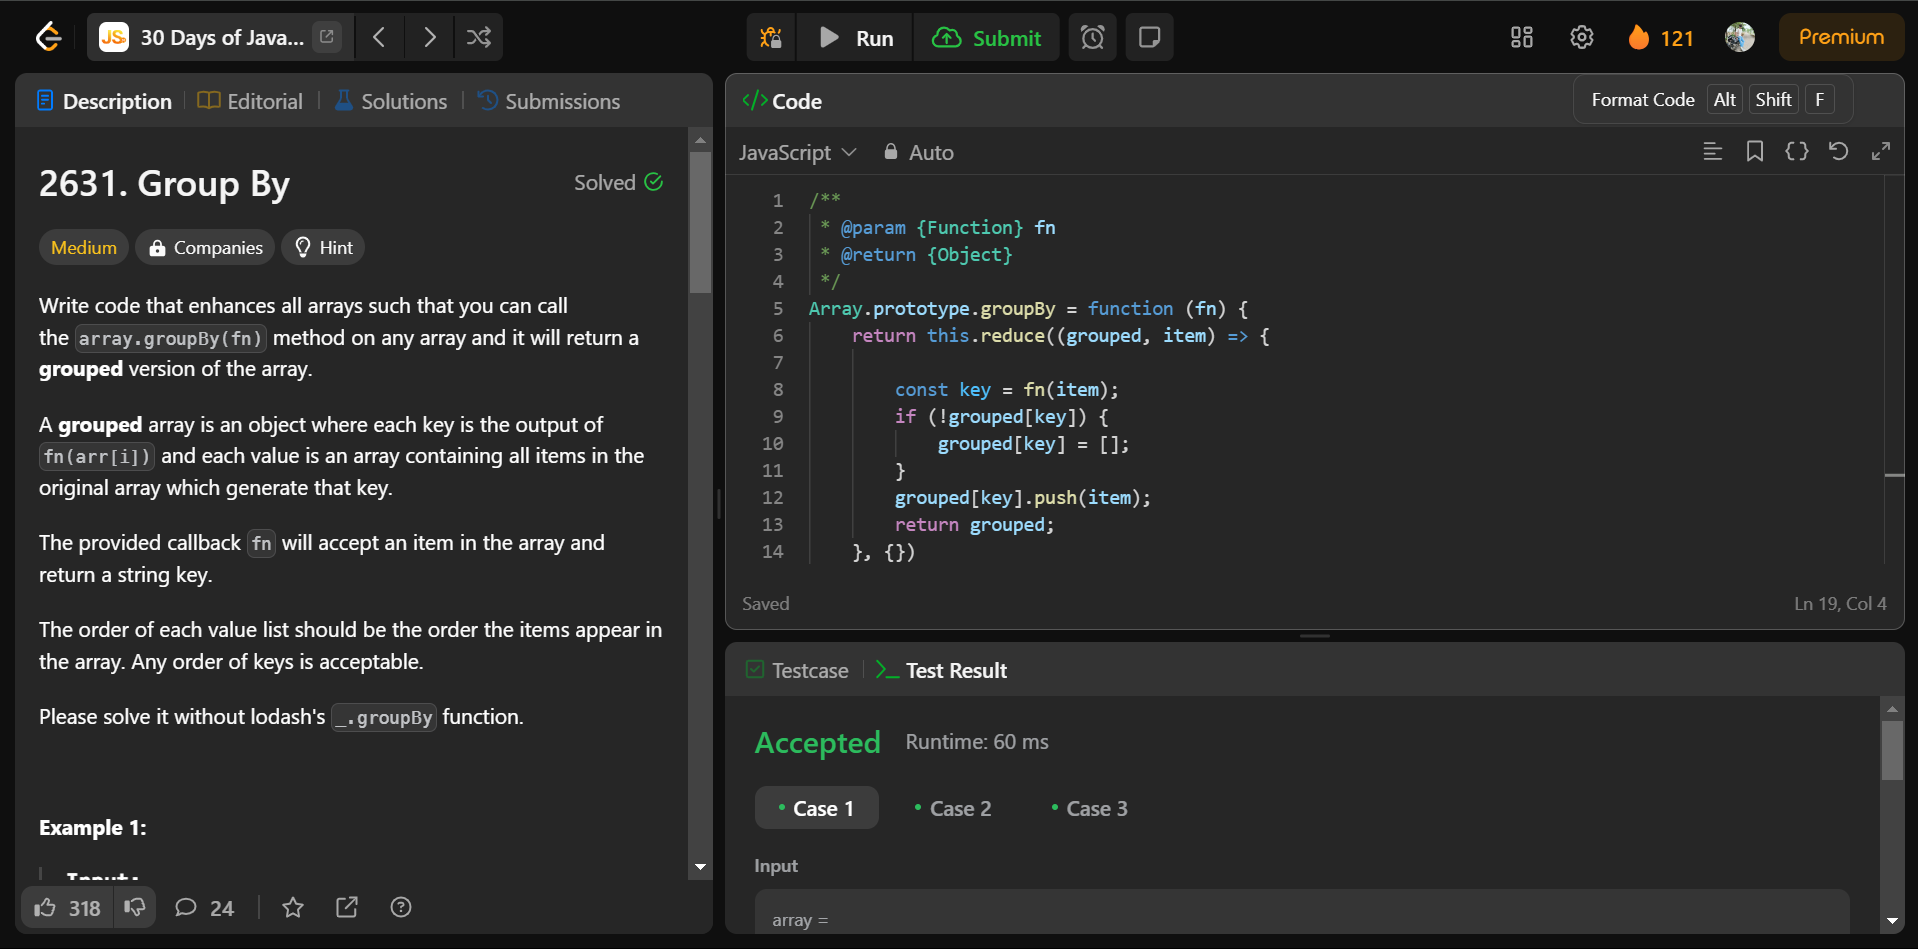 JS 30 Days of Java...
Run
Submit
121
Premium
Description
Editorial
Solutions
Submissions
2631. Group By
Solved
Medium
Companies
Hint
Write code that enhances all arrays such that you can call
the array.groupBy(fn) method on any array and it will return a
grouped version of the array.
A grouped array is an object where each key is the output of
fn(arr[i]) and each value is an array containing all items in the
original array which generate that key.
The provided callback fn will accept an item in the array and
return a string key.
The order of each value list should be the order the items appear in
the array. Any order of keys is acceptable.
Please solve it without lodash's _.groupBy function.
Example 1:
Input:
318
24
</> Code
Format Code Alt Shift F
JavaScript
Auto
1 /**
2 * @param {Function} fn
3 * @return {Object}
4 */
5 Array.prototype.groupBy = function (fn) {
6 return this.reduce((grouped, item) => {
7
8 const key = fn(item);
9 if (!grouped[key]) {
10 grouped[key] = [];
11 }
12 grouped[key].push(item);
13 return grouped;
14 }, {})
Saved
Ln 19, Col 4
Testcase
>_ Test Result
Accepted
Runtime: 60 ms
• Case 1
• Case 2
• Case 3
Input
array =